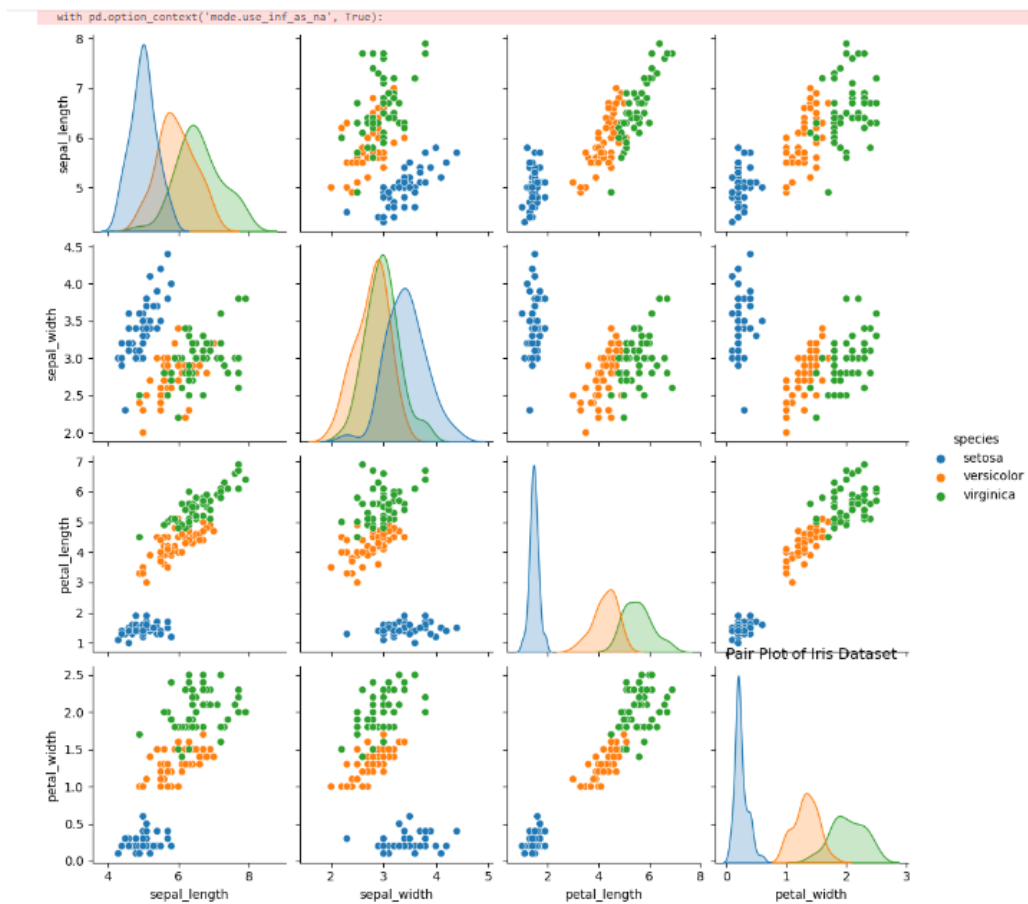 with pd.option_context('mode.use_inf_as_na', True):
8
7
6
5
sepal_length
4.5
4.0
3.5
3.0
2.5
2.0
sepal_width
species
setosa
versicolor
virginica
7
6
5
4
3
2
1
petal_length
Pair Plot of Iris Dataset
2.5
2.0
1.5
1.0
0.5
0.0
petal_width
4 6 8 2 3 4 5 2 4 6 8 0 1 2 3
sepal_length sepal_width petal_length petal_width